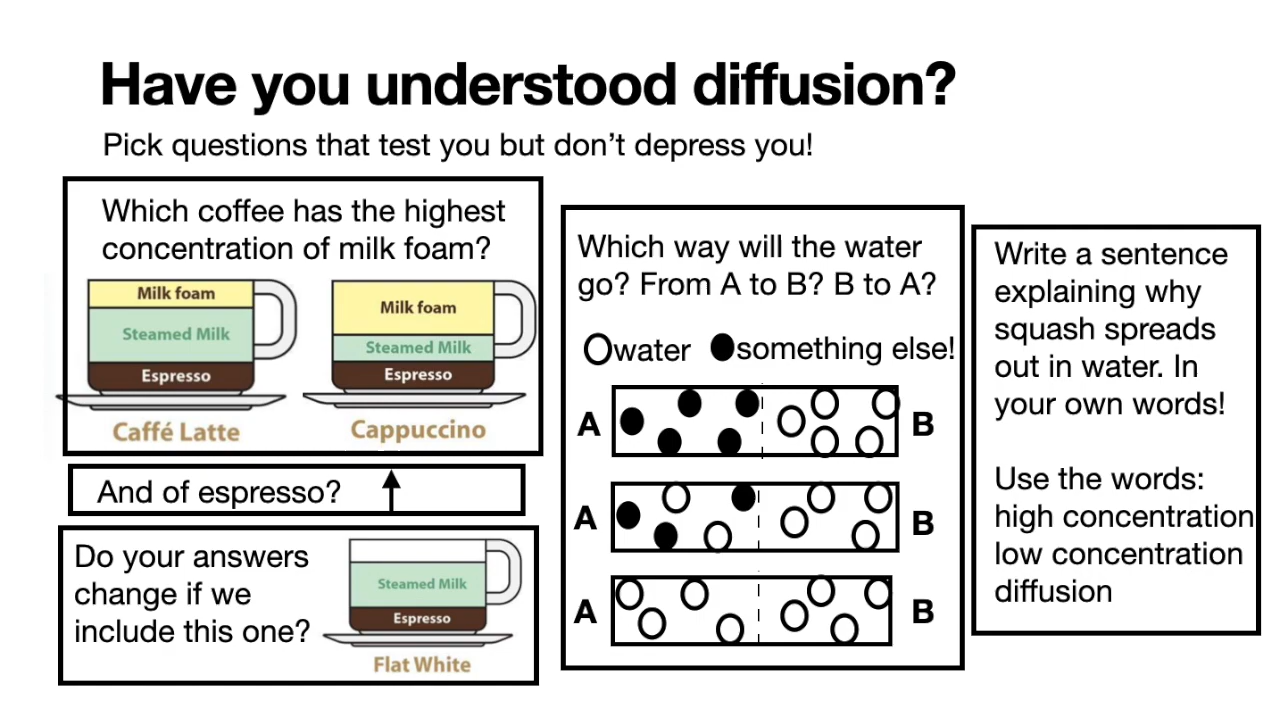 Have you understood diffusion?
Pick questions that test you but don’t depress you!
Which coffee has the highest
concentration of milk foam?
Milk foam
Steamed Milk
Espresso
Caffé Latte
Milk foam
Steamed Milk
Espresso
Cappuccino
And of espresso?
Do your answers
change if we
include this one?
Steamed Milk
Espresso
Flat White
Which way will the water
go? From A to B? B to A?
water something else!
A B
A B
A B
Write a sentence
explaining why
squash spreads
out in water. In
your own words!
Use the words:
high concentration
low concentration
diffusion